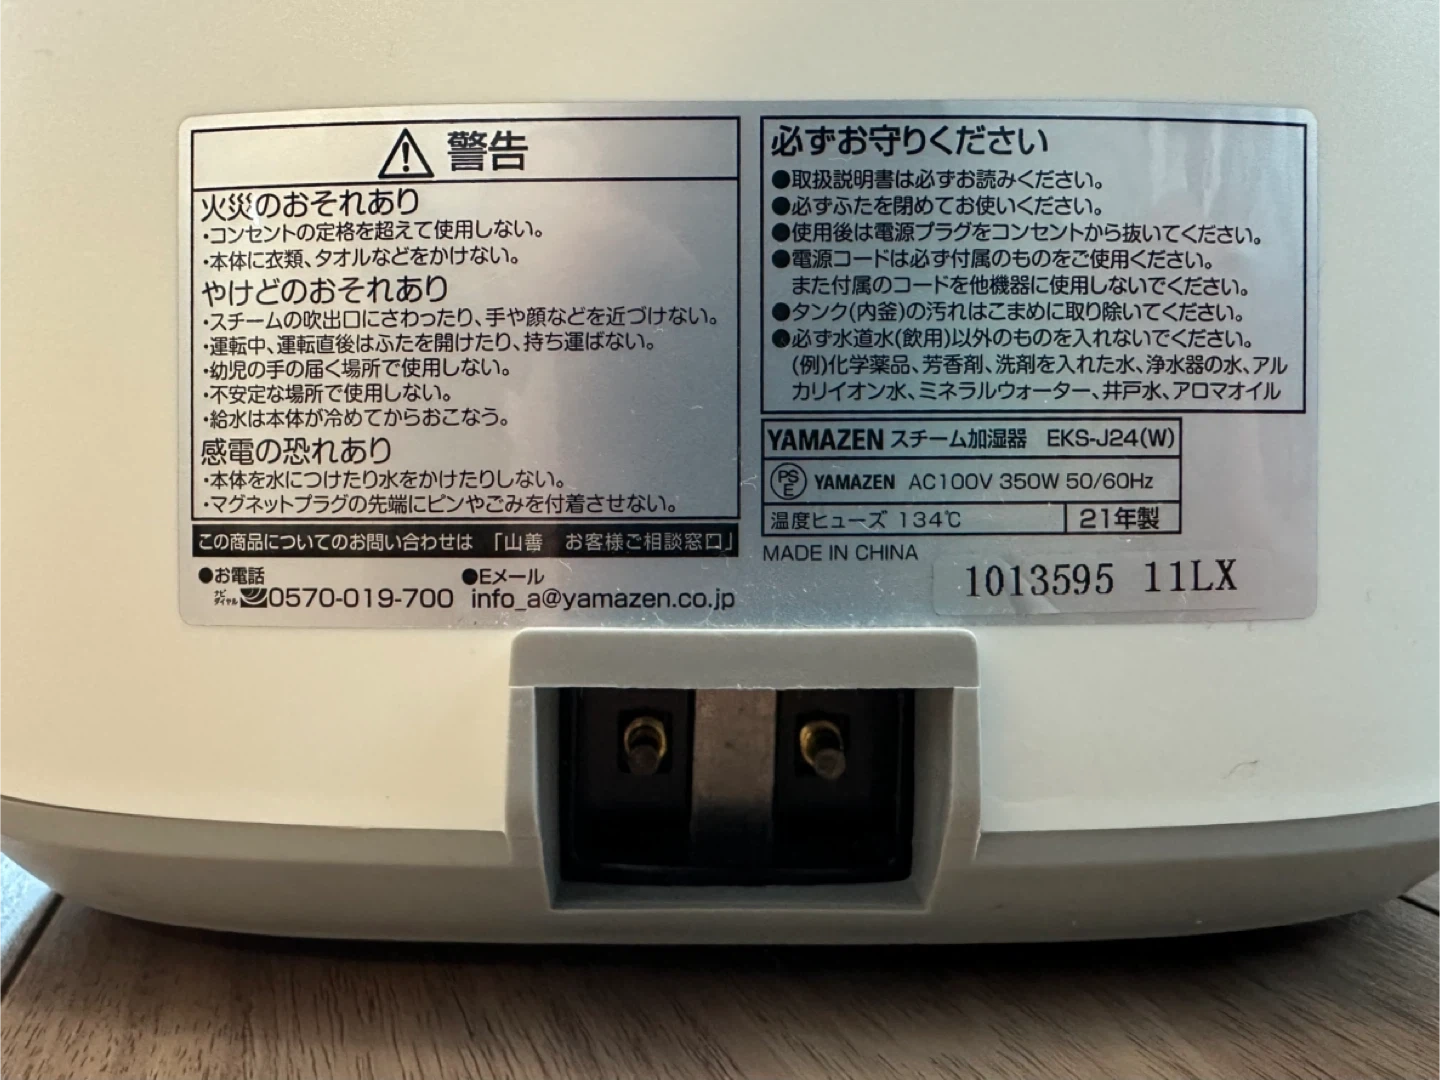 警告
火災のおそれあり
・コンセントの定格を超えて使用しない。
・本体に衣類、タオルなどをかけない。
やけどのおそれあり
・スチームの吹出口にさわったり、手や顔などを近づけない。
・運転中、運転直後はふたを開けたり、持ち運ばない。
・幼児の手の届く場所で使用しない。
・不安定な場所で使用しない。
・給水は本体が冷めてからおこなう。
感電の恐れあり
・本体を水につけたり水をかけたりしない。
・マグネットプラグの先端にピンやごみを付着させない。
この商品についてのお問い合わせは 「山善 お客様ご相談窓口」
●お電話 ●Eメール
ナビダイヤル 0570-019-700 info_a@yamazen.co.jp
必ずお守りください
●取扱説明書は必ずお読みください。
●必ずふたを閉めてお使いください。
●使用後は電源プラグをコンセントから抜いてください。
●電源コードは必ず付属のものをご使用ください。
また付属のコードを他機器に使用しないでください。
●タンク(内釜)の汚れはこまめに取り除いてください。
●必ず水道水(飲用)以外のものを入れないでください。
(例)化学薬品、芳香剤、洗剤を入れた水、浄水器の水、アル
カリイオン水、ミネラルウォーター、井戸水、アロマオイル
YAMAZEN スチーム加湿器 EKS-J24(W)
PSE YAMAZEN AC100V 350W 50/60Hz
温度ヒューズ 134℃ 21年製
MADE IN CHINA
1013595 11LX